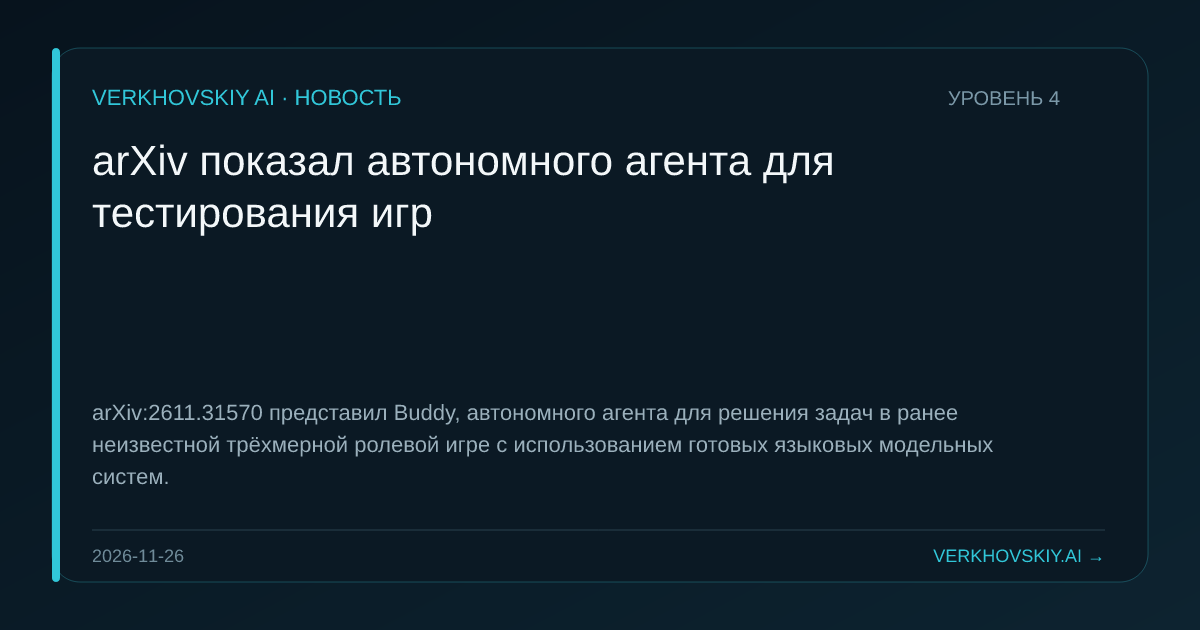 VERKHOVSKIY AI · НОВОСТЬ
УРОВЕНЬ 4
arXiv показал автономного агента для
тестирования игр
arXiv:2611.31570 представил Buddy, автономного агента для решения задач в ранее
неизвестной трёхмерной ролевой игре с использованием готовых языковых модельных
систем.
2026-11-26
VERKHOVSKIY.AI →